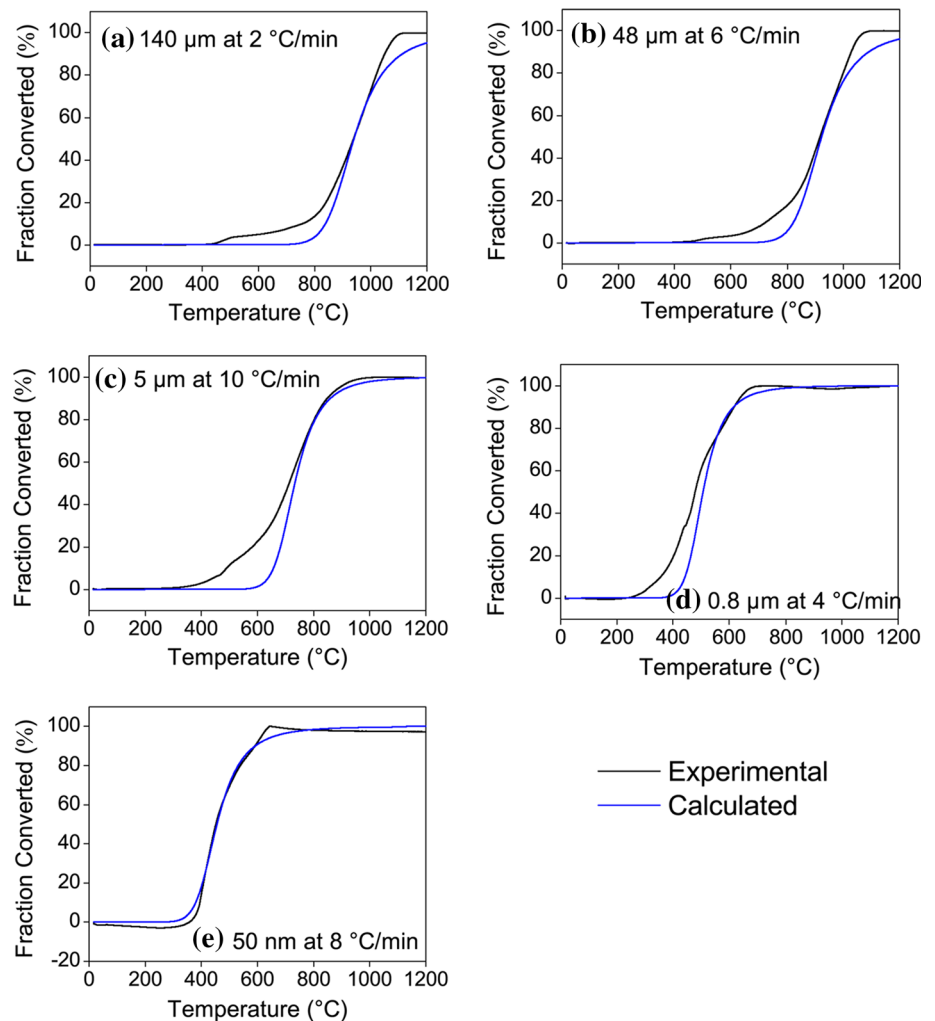 (a) 140 µm at 2 °C/min
Fraction Converted (%)
100
80
60
40
20
0
0 200 400 600 800 1000 1200
Temperature (°C)
(b) 48 µm at 6 °C/min
Fraction Converted (%)
100
80
60
40
20
0
0 200 400 600 800 1000 1200
Temperature (°C)
(c) 5 µm at 10 °C/min
Fraction Converted (%)
100
80
60
40
20
0
0 200 400 600 800 1000 1200
Temperature (°C)
(d) 0.8 µm at 4 °C/min
Fraction Converted (%)
100
80
60
40
20
0
0 200 400 600 800 1000 1200
Temperature (°C)
(e) 50 nm at 8 °C/min
Fraction Converted (%)
100
80
60
40
20
0
-20
0 200 400 600 800 1000 1200
Temperature (°C)
Experimental
Calculated